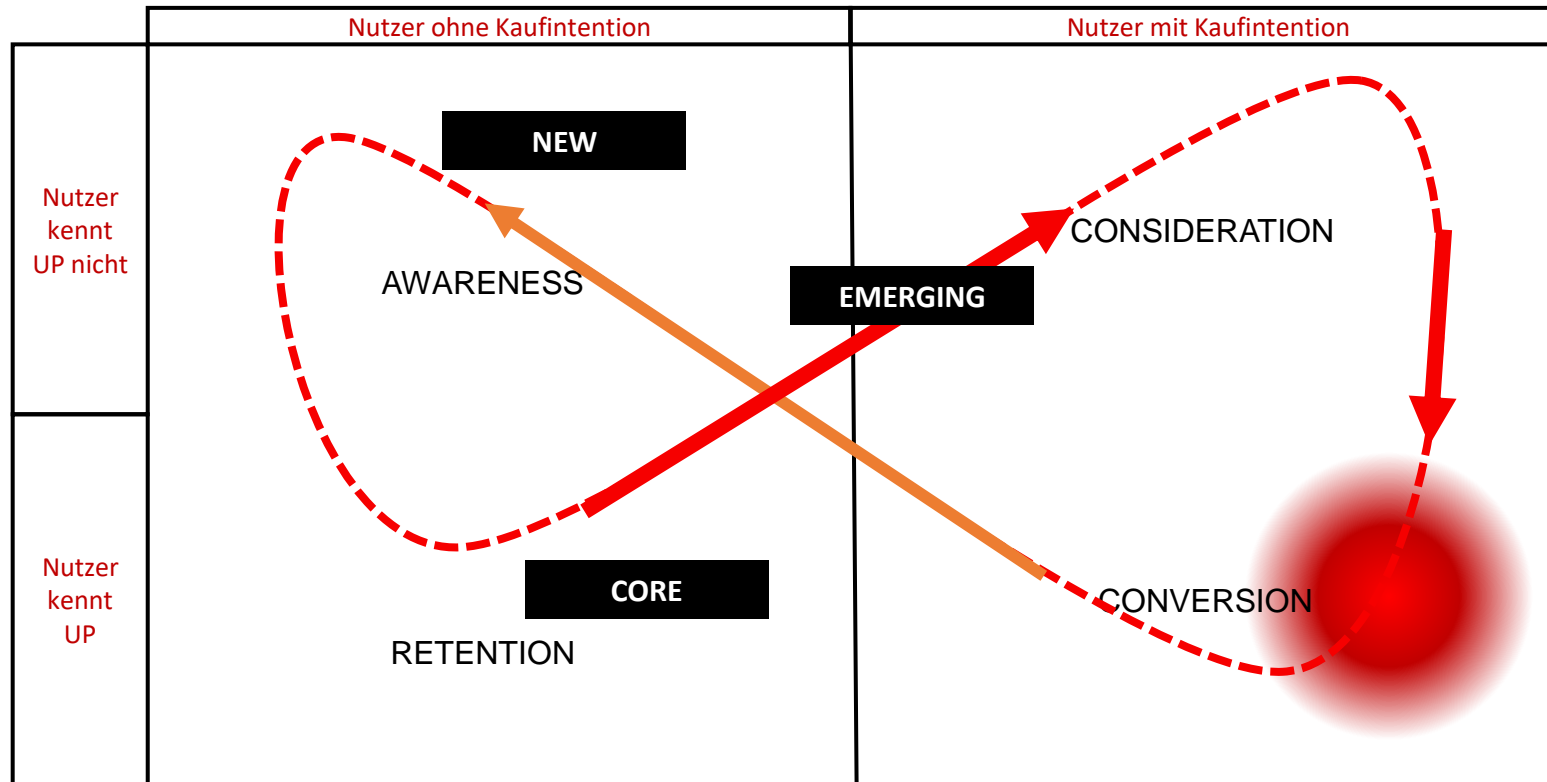 Nutzer ohne Kaufintention
Nutzer mit Kaufintention
Nutzer
kennt
UP nicht
NEW
AWARENESS
EMERGING
CONSIDERATION
Nutzer
kennt
UP
CORE
RETENTION
CONVERSION